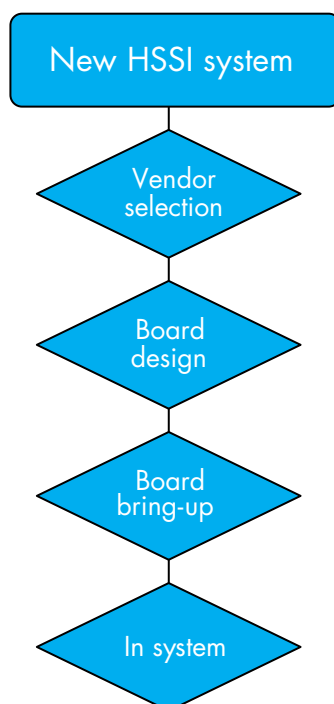 New HSSI system
Vendor
selection
Board
design
Board
bring-up
In system